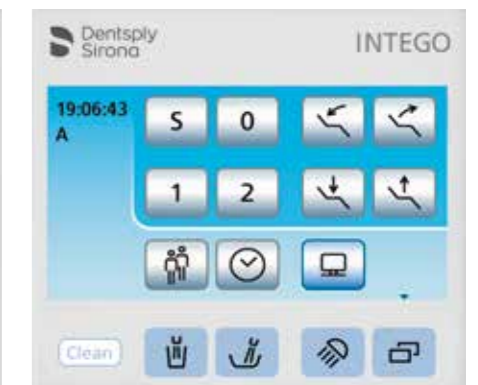 Dentsply
Sirona
INTEGO
19:06:43
A
S 0
1 2
Clean